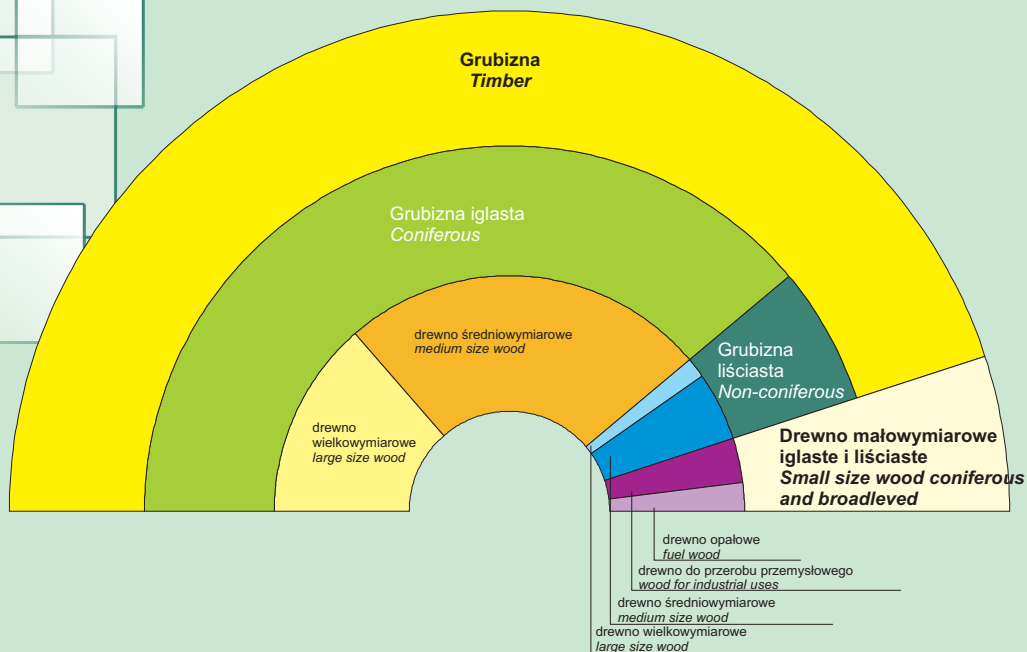 Grubizna
Timber
Grubizna iglasta
Coniferous
drewno średniowymiarowe
medium size wood
Grubizna
liściasta
Non-coniferous
drewno
wielkowymiarowe
large size wood
Drewno małowymiarowe
iglaste i liściaste
Small size wood coniferous
and broadleved
drewno opałowe
fuel wood
drewno do przerobu przemysłowego
wood for industrial uses
drewno średniowymiarowe
medium size wood
drewno wielkowymiarowe
large size wood